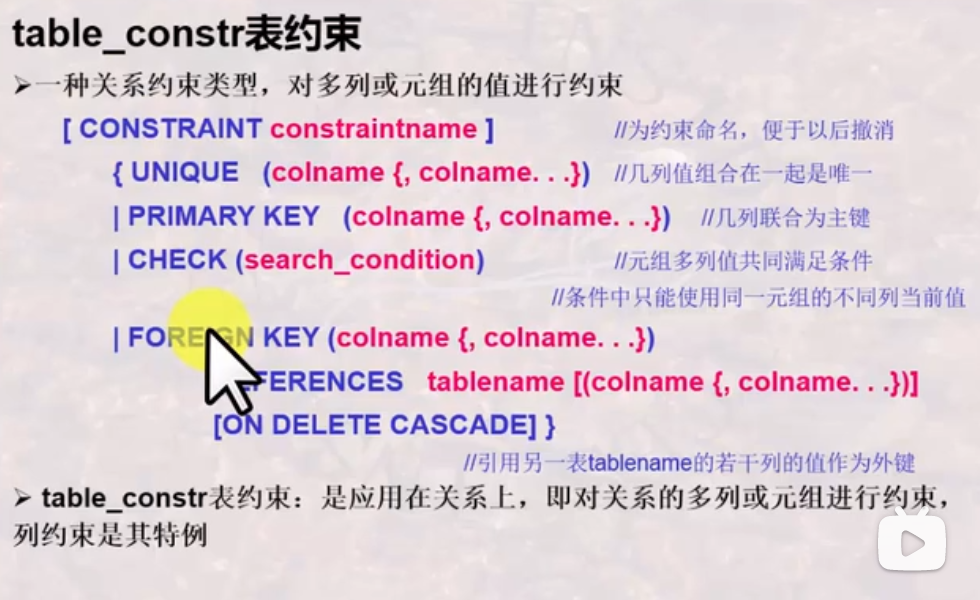 table_constr表约束
➢一种关系约束类型，对多列或元组的值进行约束
[ CONSTRAINT constraintname ] //为约束命名，便于以后撤消
{ UNIQUE (colname {, colname. . .}) //几列值组合在一起是唯一
| PRIMARY KEY (colname {, colname. . .}) //几列联合为主键
| CHECK (search_condition) //元组多列值共同满足条件
//条件中只能使用同一元组的不同列当前值
| FOREIGN KEY (colname {, colname. . .})
FERENCES tablename [(colname {, colname. . .})]
[ON DELETE CASCADE] }
//引用另一表tablename的若干列的值作为外键
➢ table_constr表约束：是应用在关系上，即对关系的多列或元组进行约束，
列约束是其特例